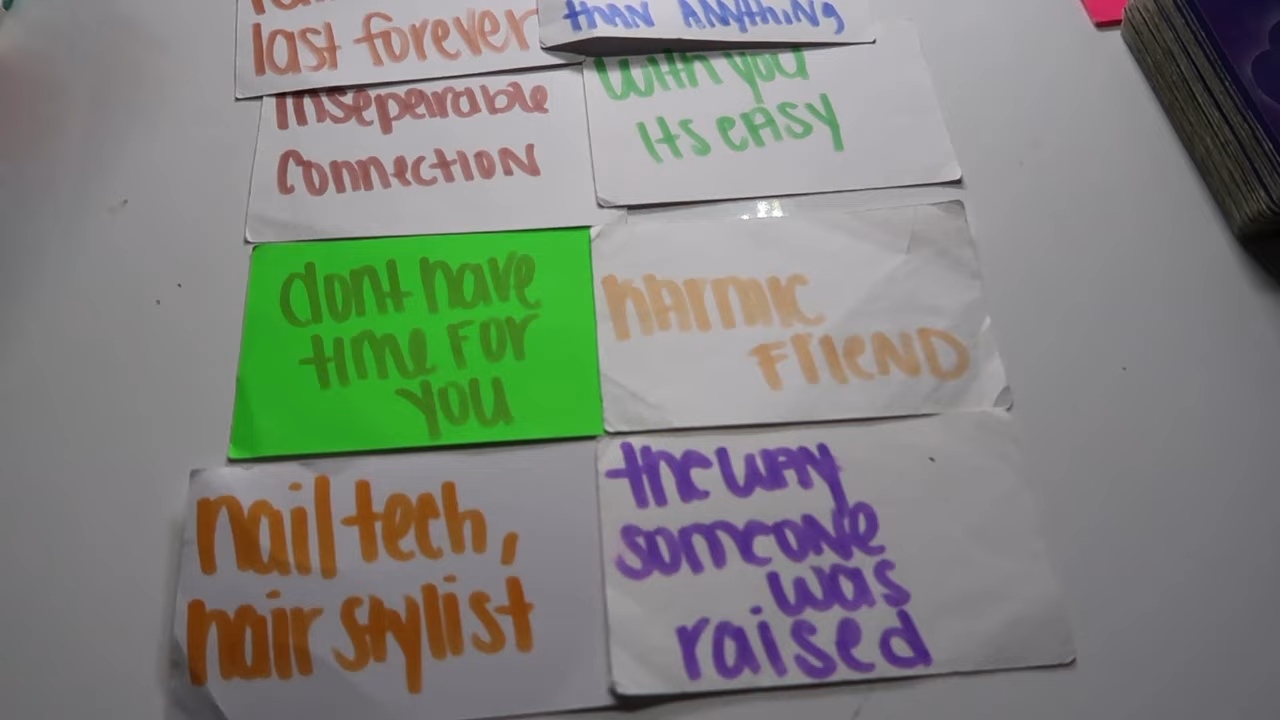 last forever
than anything
inseperable
connection
with you
its easy
dont have
time for
you
karmic
friend
nail tech,
hair stylist
the way
someone
was
raised